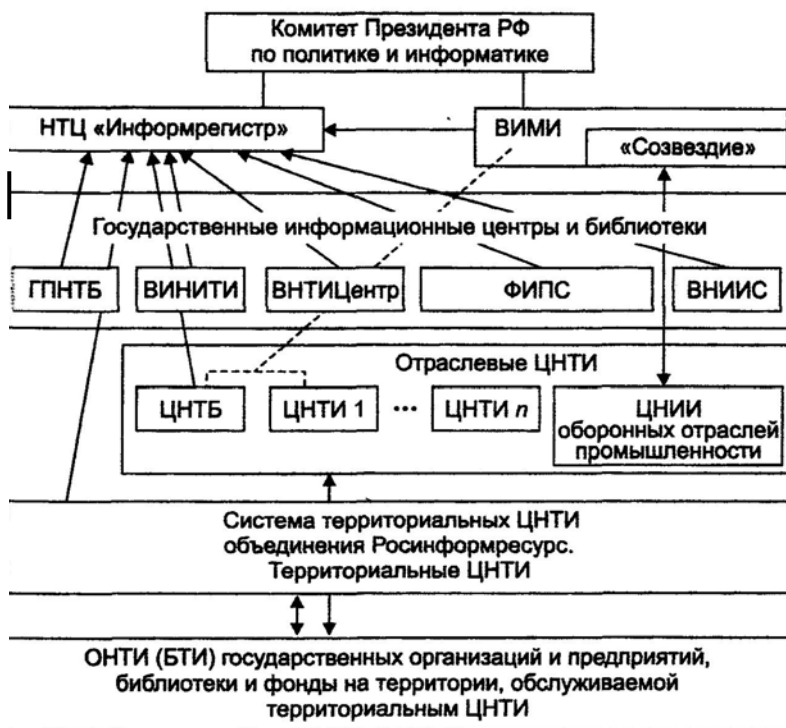 Комитет Президента РФ
по политике и информатике
НТЦ «Информрегистр»
ВИМИ
«Созвездие»
Государственные информационные центры и библиотеки
ГПНТБ
ВИНИТИ
ВНТИЦентр
ФИПС
ВНИИС
Отраслевые ЦНТИ
ЦНТБ
ЦНТИ 1
...
ЦНТИ n
ЦНИИ
оборонных отраслей
промышленности
Система территориальных ЦНТИ
объединения Росинформресурс.
Территориальные ЦНТИ
ОНТИ (БТИ) государственных организаций и предприятий,
библиотеки и фонды на территории, обслуживаемой
территориальным ЦНТИ